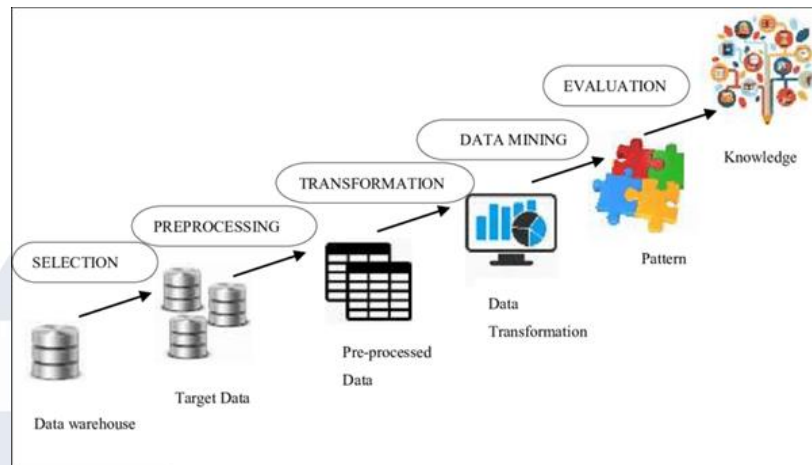 EVALUATION
Knowledge
DATA MINING
Pattern
TRANSFORMATION
Data
Transformation
PREPROCESSING
Pre-processed
Data
SELECTION
Target Data
Data warehouse